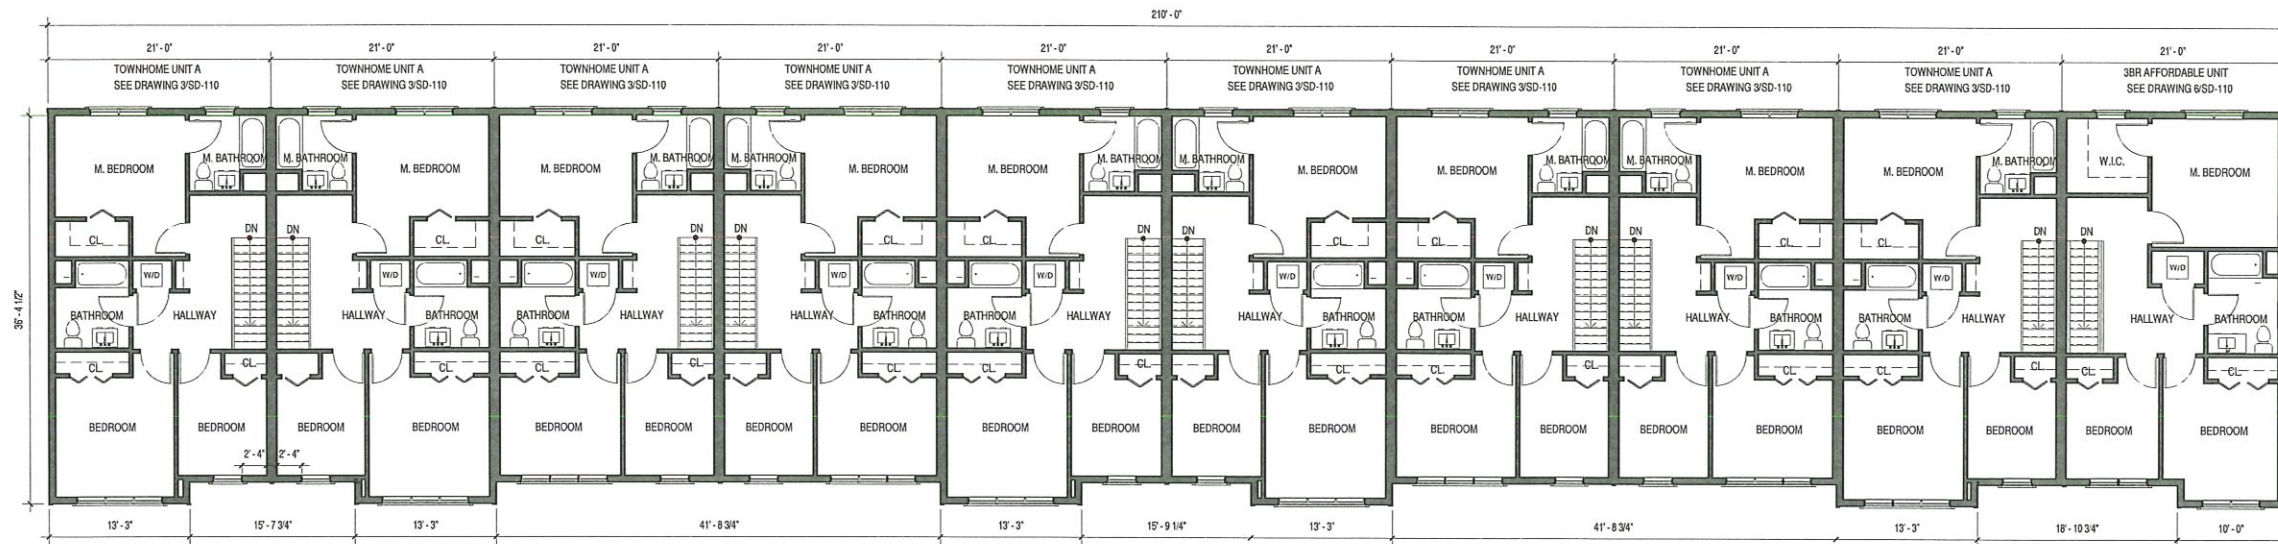 210' - 0"
21' - 0" 21' - 0" 21' - 0" 21' - 0" 21' - 0" 21' - 0" 21' - 0" 21' - 0" 21' - 0" 21' - 0"
TOWNHOME UNIT A TOWNHOME UNIT A TOWNHOME UNIT A TOWNHOME UNIT A TOWNHOME UNIT A TOWNHOME UNIT A TOWNHOME UNIT A TOWNHOME UNIT A TOWNHOME UNIT A 3BR AFFORDABLE UNIT
SEE DRAWING 3/SD-110 SEE DRAWING 3/SD-110 SEE DRAWING 3/SD-110 SEE DRAWING 3/SD-110 SEE DRAWING 3/SD-110 SEE DRAWING 3/SD-110 SEE DRAWING 3/SD-110 SEE DRAWING 3/SD-110 SEE DRAWING 3/SD-110 SEE DRAWING 6/SD-110
M. BATHROOM M. BATHROOM M. BATHROOM M. BATHROOM M. BATHROOM M. BATHROOM M. BATHROOM M. BATHROOM M. BATHROOM W.I.C.
M. BEDROOM M. BEDROOM M. BEDROOM M. BEDROOM M. BEDROOM M. BEDROOM M. BEDROOM M. BEDROOM M. BEDROOM M. BEDROOM
DN DN DN DN DN DN DN DN DN DN
CL. CL. CL. CL. CL. CL. CL. CL. CL.
W/D W/D W/D W/D W/D W/D W/D W/D W/D W/D
36' - 4 1/2"
BATHROOM HALLWAY HALLWAY BATHROOM BATHROOM HALLWAY HALLWAY BATHROOM BATHROOM HALLWAY HALLWAY BATHROOM BATHROOM HALLWAY HALLWAY BATHROOM BATHROOM HALLWAY HALLWAY BATHROOM
CL. CL. CL. CL. CL. CL. CL. CL. CL. CL. CL. CL. CL. CL. CL. CL.
BEDROOM BEDROOM BEDROOM BEDROOM BEDROOM BEDROOM BEDROOM BEDROOM BEDROOM BEDROOM BEDROOM BEDROOM BEDROOM BEDROOM BEDROOM BEDROOM BEDROOM BEDROOM BEDROOM BEDROOM
2' - 4" 2' - 4"
13' - 3" 15' - 7 3/4" 13' - 3" 41' - 8 3/4" 13' - 3" 15' - 9 1/4" 13' - 3" 41' - 8 3/4" 13' - 3" 18' - 10 3/4" 10' - 0"